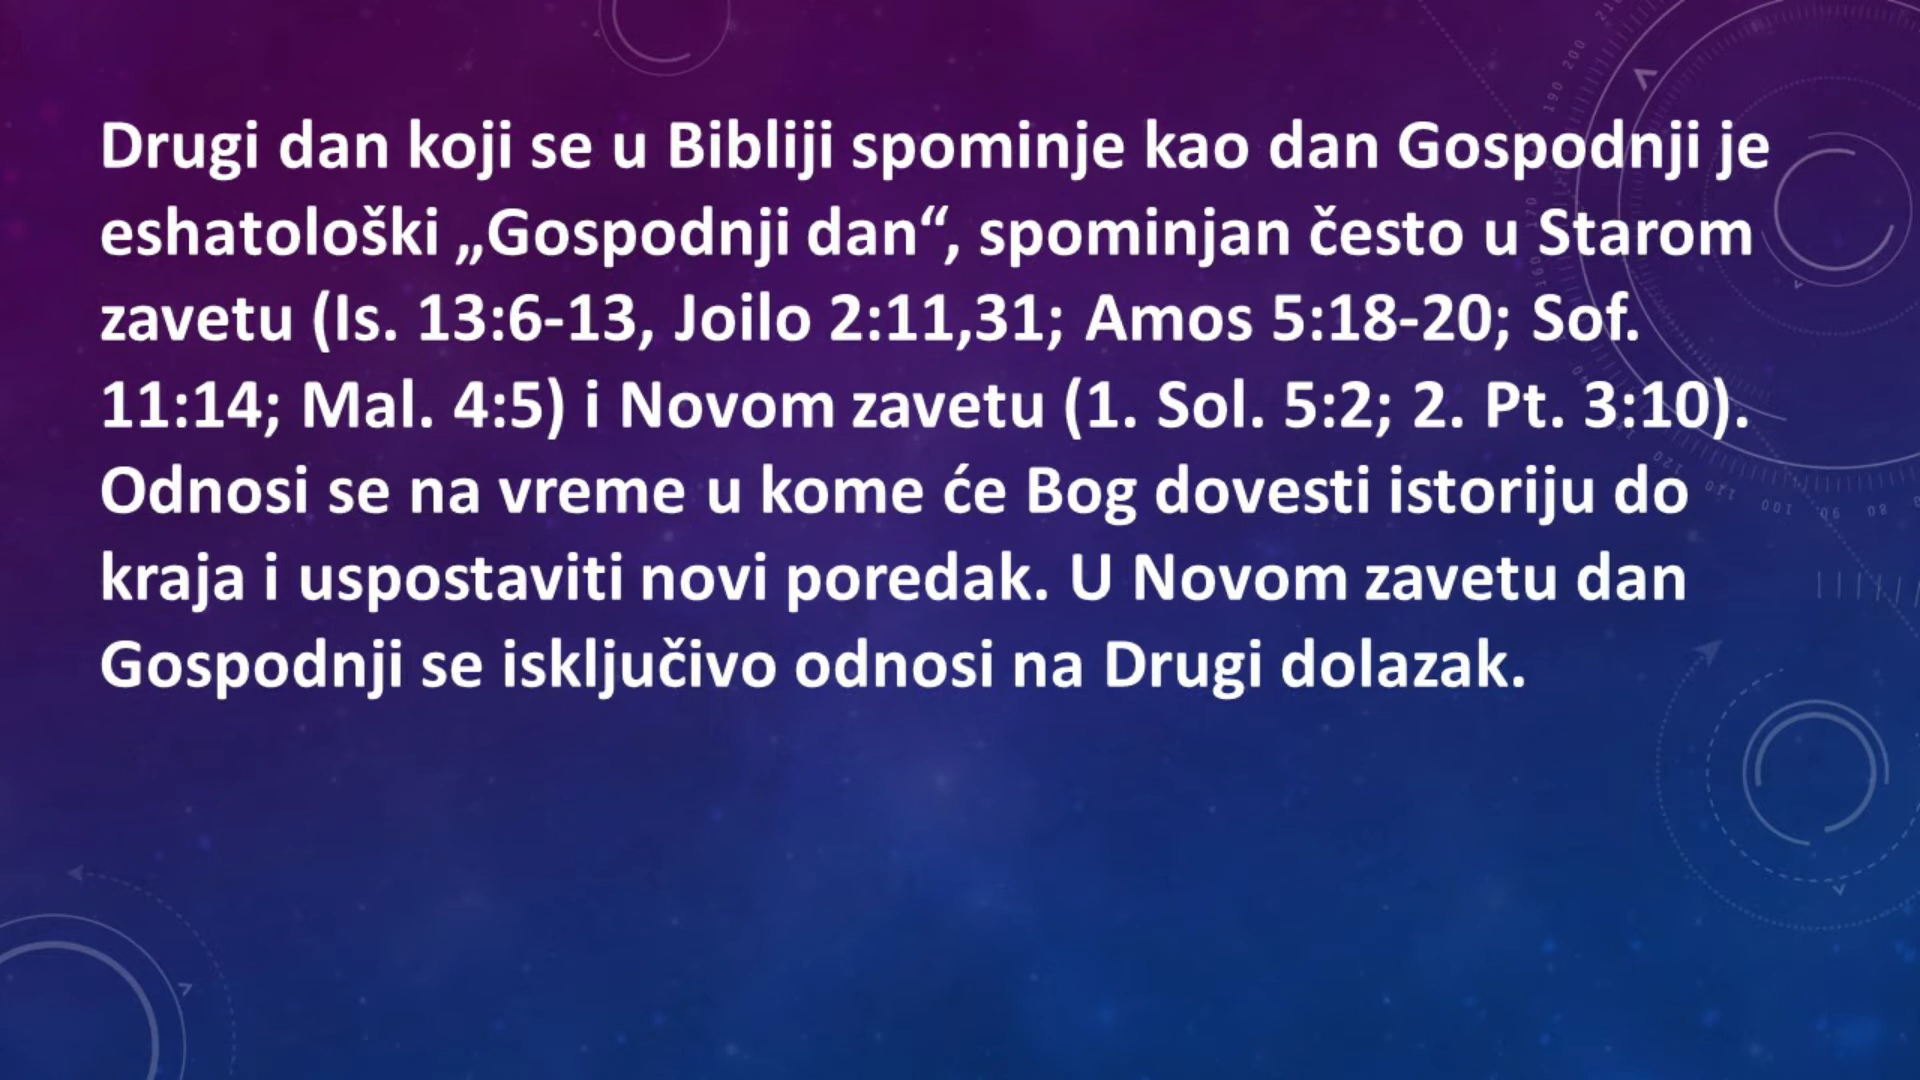 Drugi dan koji se u Bibliji spominje kao dan Gospodnji je
eshatološki „Gospodnji dan“, spominjan često u Starom
zavetu (Is. 13:6-13, Joilo 2:11,31; Amos 5:18-20; Sof.
11:14; Mal. 4:5) i Novom zavetu (1. Sol. 5:2; 2. Pt. 3:10).
Odnosi se na vreme u kome će Bog dovesti istoriju do
kraja i uspostaviti novi poredak. U Novom zavetu dan
Gospodnji se isključivo odnosi na Drugi dolazak.